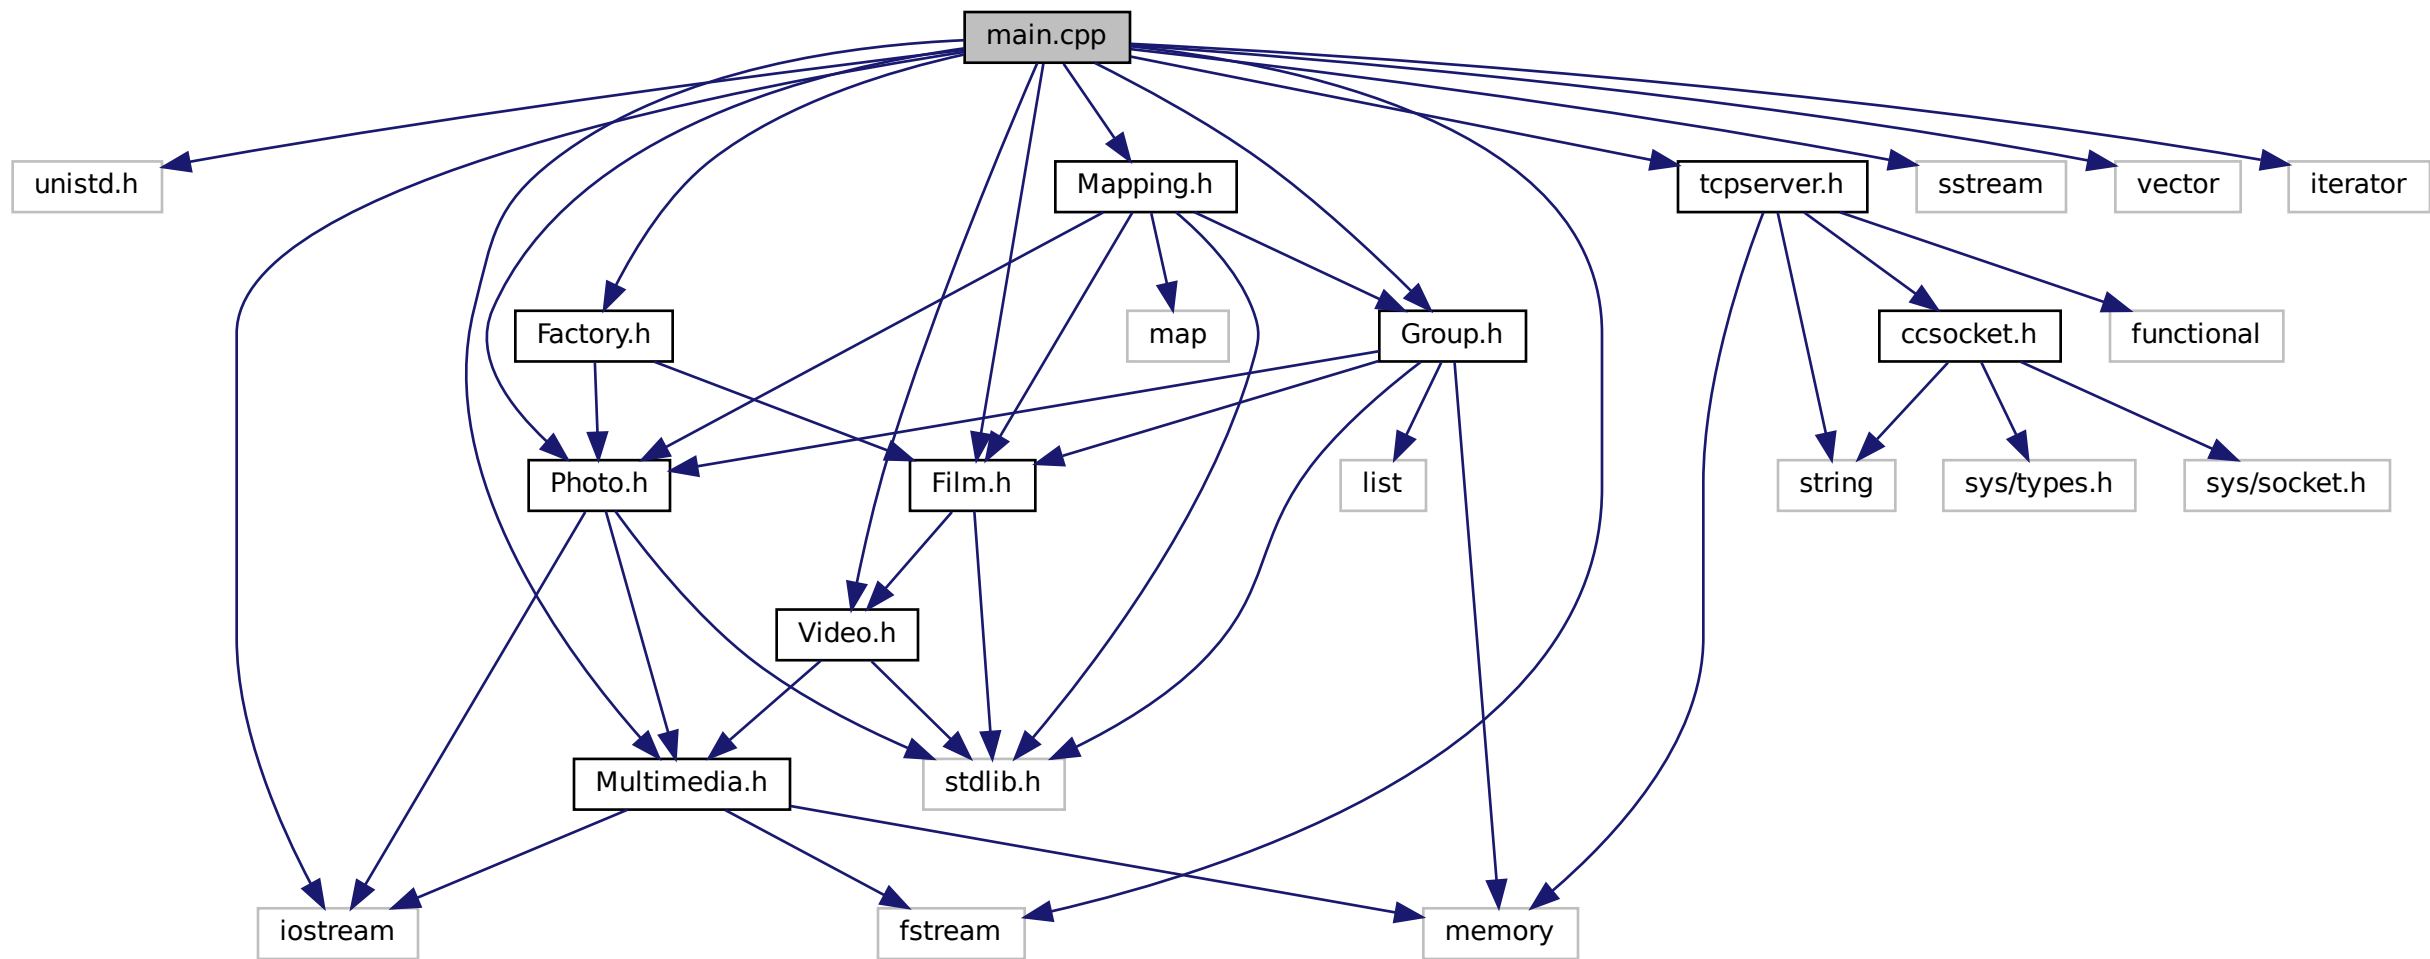 main.cpp
unistd.h
Mapping.h
tcpserver.h
sstream
vector
iterator
Factory.h
map
Group.h
ccsocket.h
functional
Photo.h
Film.h
list
string
sys/types.h
sys/socket.h
Video.h
Multimedia.h
stdlib.h
iostream
fstream
memory